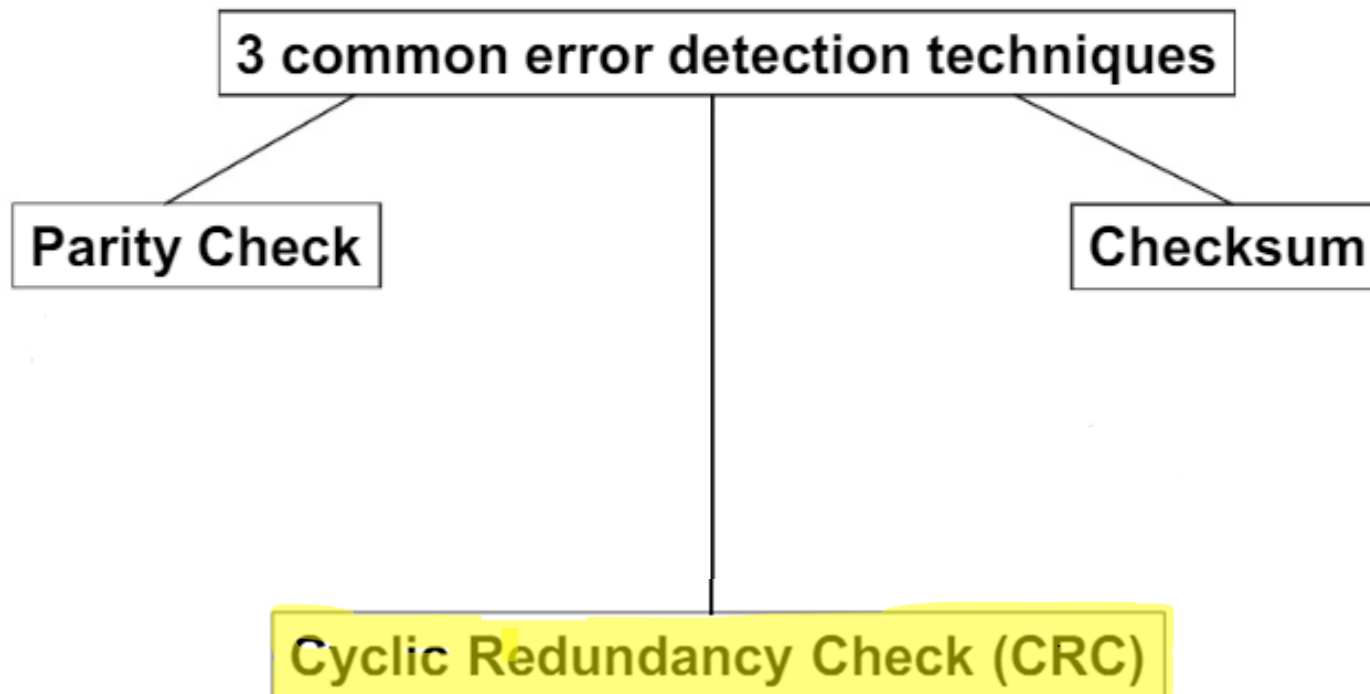 3 common error detection techniques
Parity Check
Checksum
Cyclic Redundancy Check (CRC)